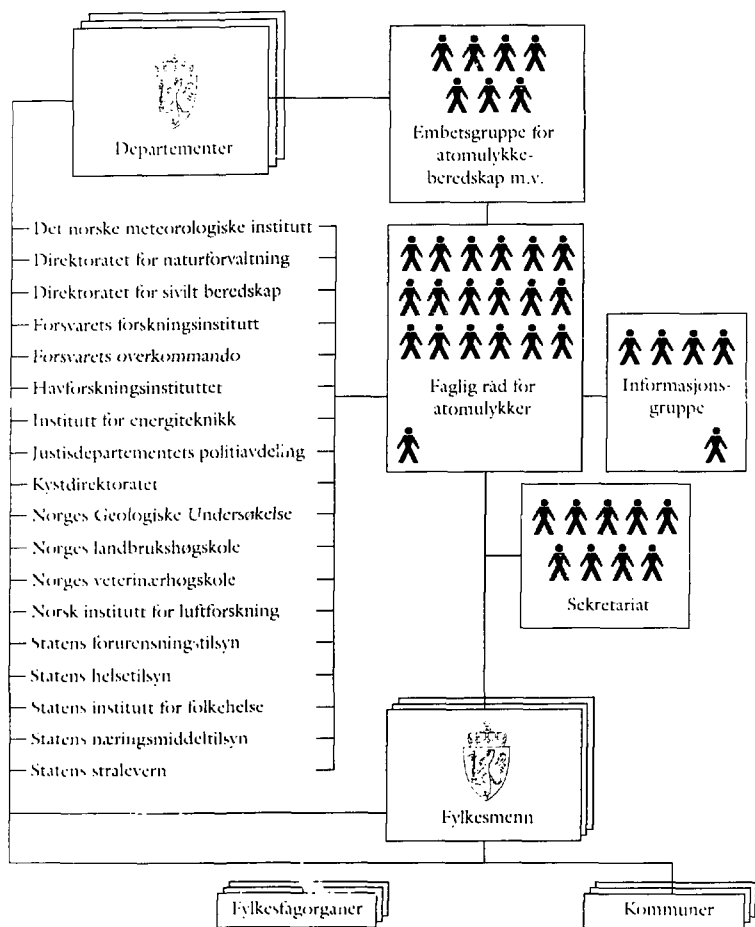 Departementer
Embetsgruppe for
atomulykke-
beredskap m.v.
Det norske meteorologiske institutt
Direktoratet for naturforvaltning
Direktoratet for sivilt beredskap
Forsvarets forskningsinstitutt
Forsvarets overkommando
Havforskningsinstituttet
Institutt for energiteknikk
Justisdepartementets politiavdeling
Kystdirektoratet
Norges Geologiske Undersøkelse
Norges landbrukshøgskole
Norges veterinærhøgskole
Norsk institutt for luftforskning
Statens forurensningstilsyn
Statens helsetilsyn
Statens institutt for folkehelse
Statens næringsmiddeltilsyn
Statens stralevern
Faglig råd for
atomulykker
Informasjons-
gruppe
Sekretariat
Fylkesmenn
Fylkesfagorganer
Kommuner